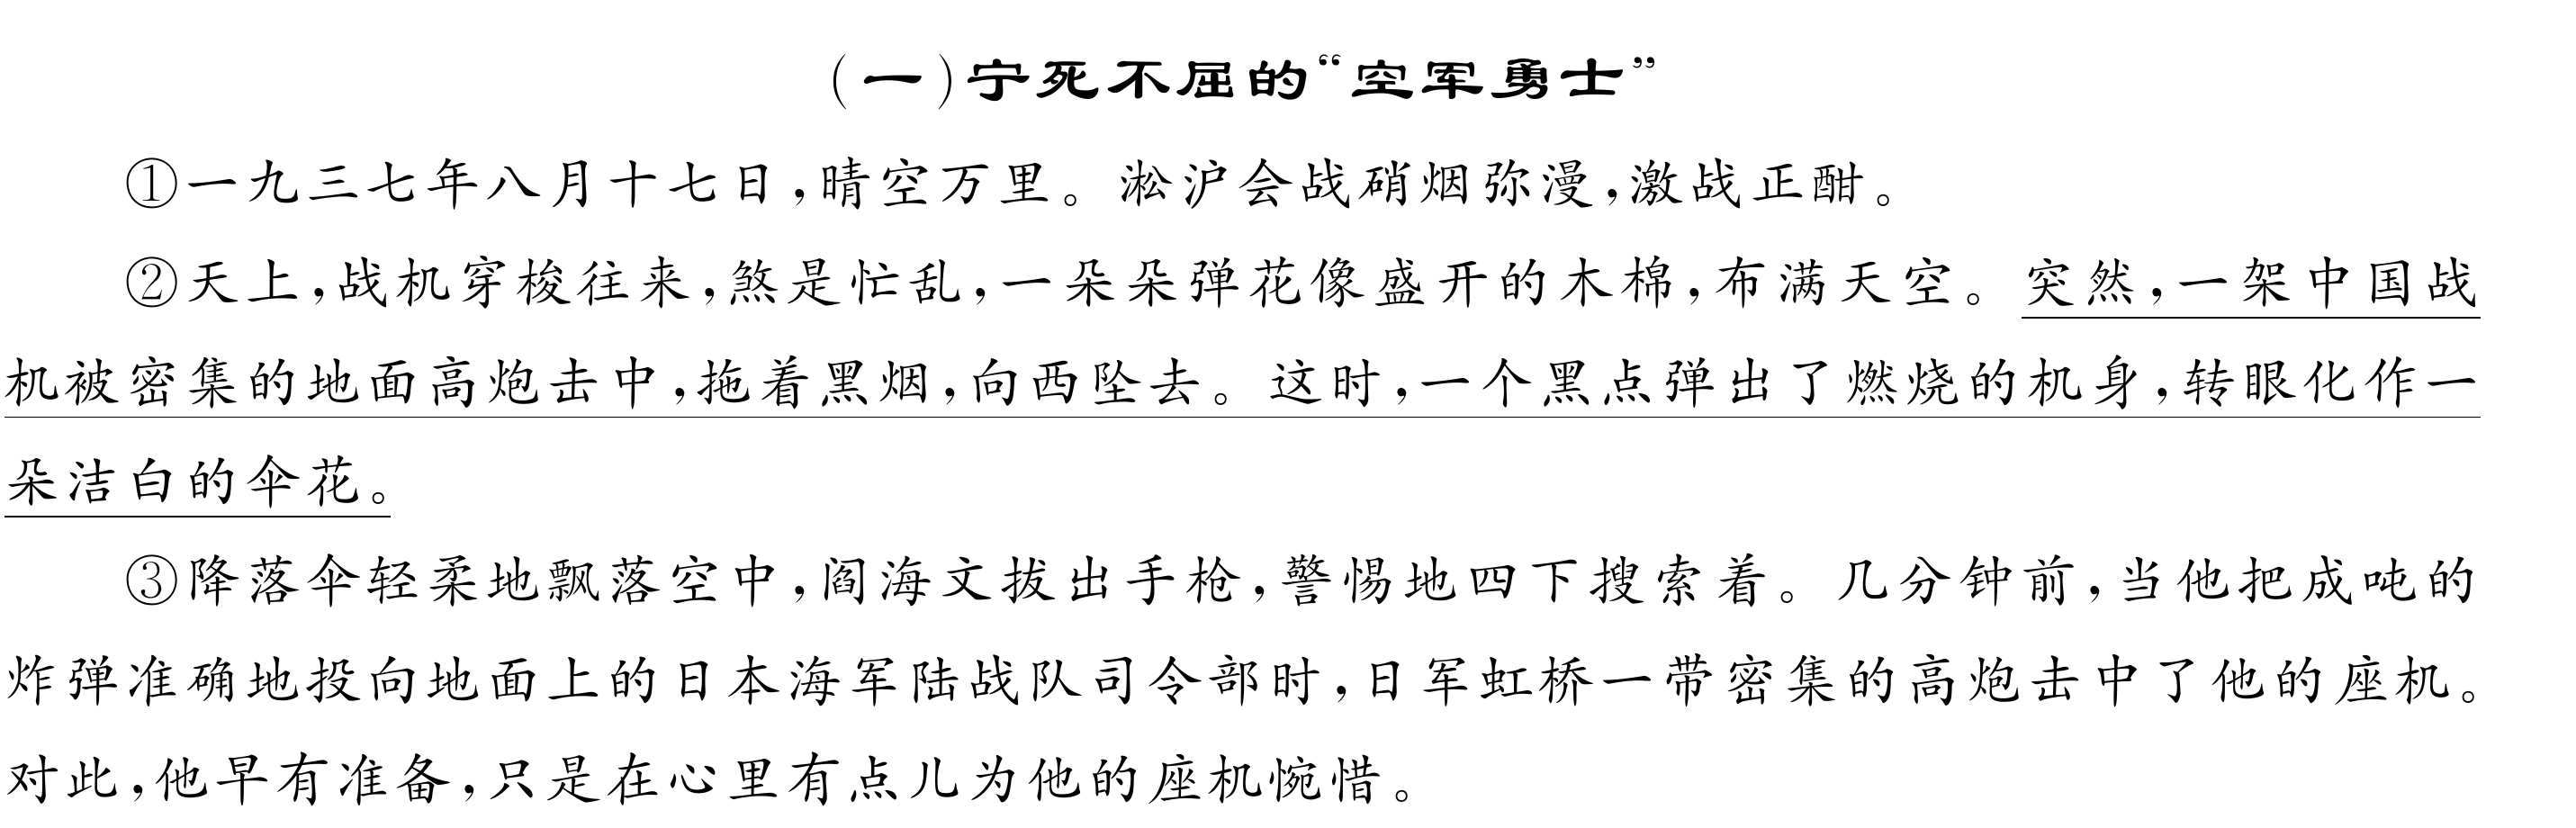 (一)宁死不屈的“空军勇士”
①一九三七年八月十七日,晴空万里。淞沪会战硝烟弥漫,激战正酣。
②天上,战机穿梭往来,煞是忙乱,一朵朵弹花像盛开的木棉,布满天空。突然,一架中国战
机被密集的地面高炮击中,拖着黑烟,向西坠去。这时,一个黑点弹出了燃烧的机身,转眼化作一
朵洁白的伞花。
③降落伞轻柔地飘落空中,阎海文拔出手枪,警惕地四下搜索着。几分钟前,当他把成吨的
炸弹准确地投向地面上的日本海军陆战队司令部时,日军虹桥一带密集的高炮击中了他的座机。
对此,他早有准备,只是在心里有点儿为他的座机惋惜。